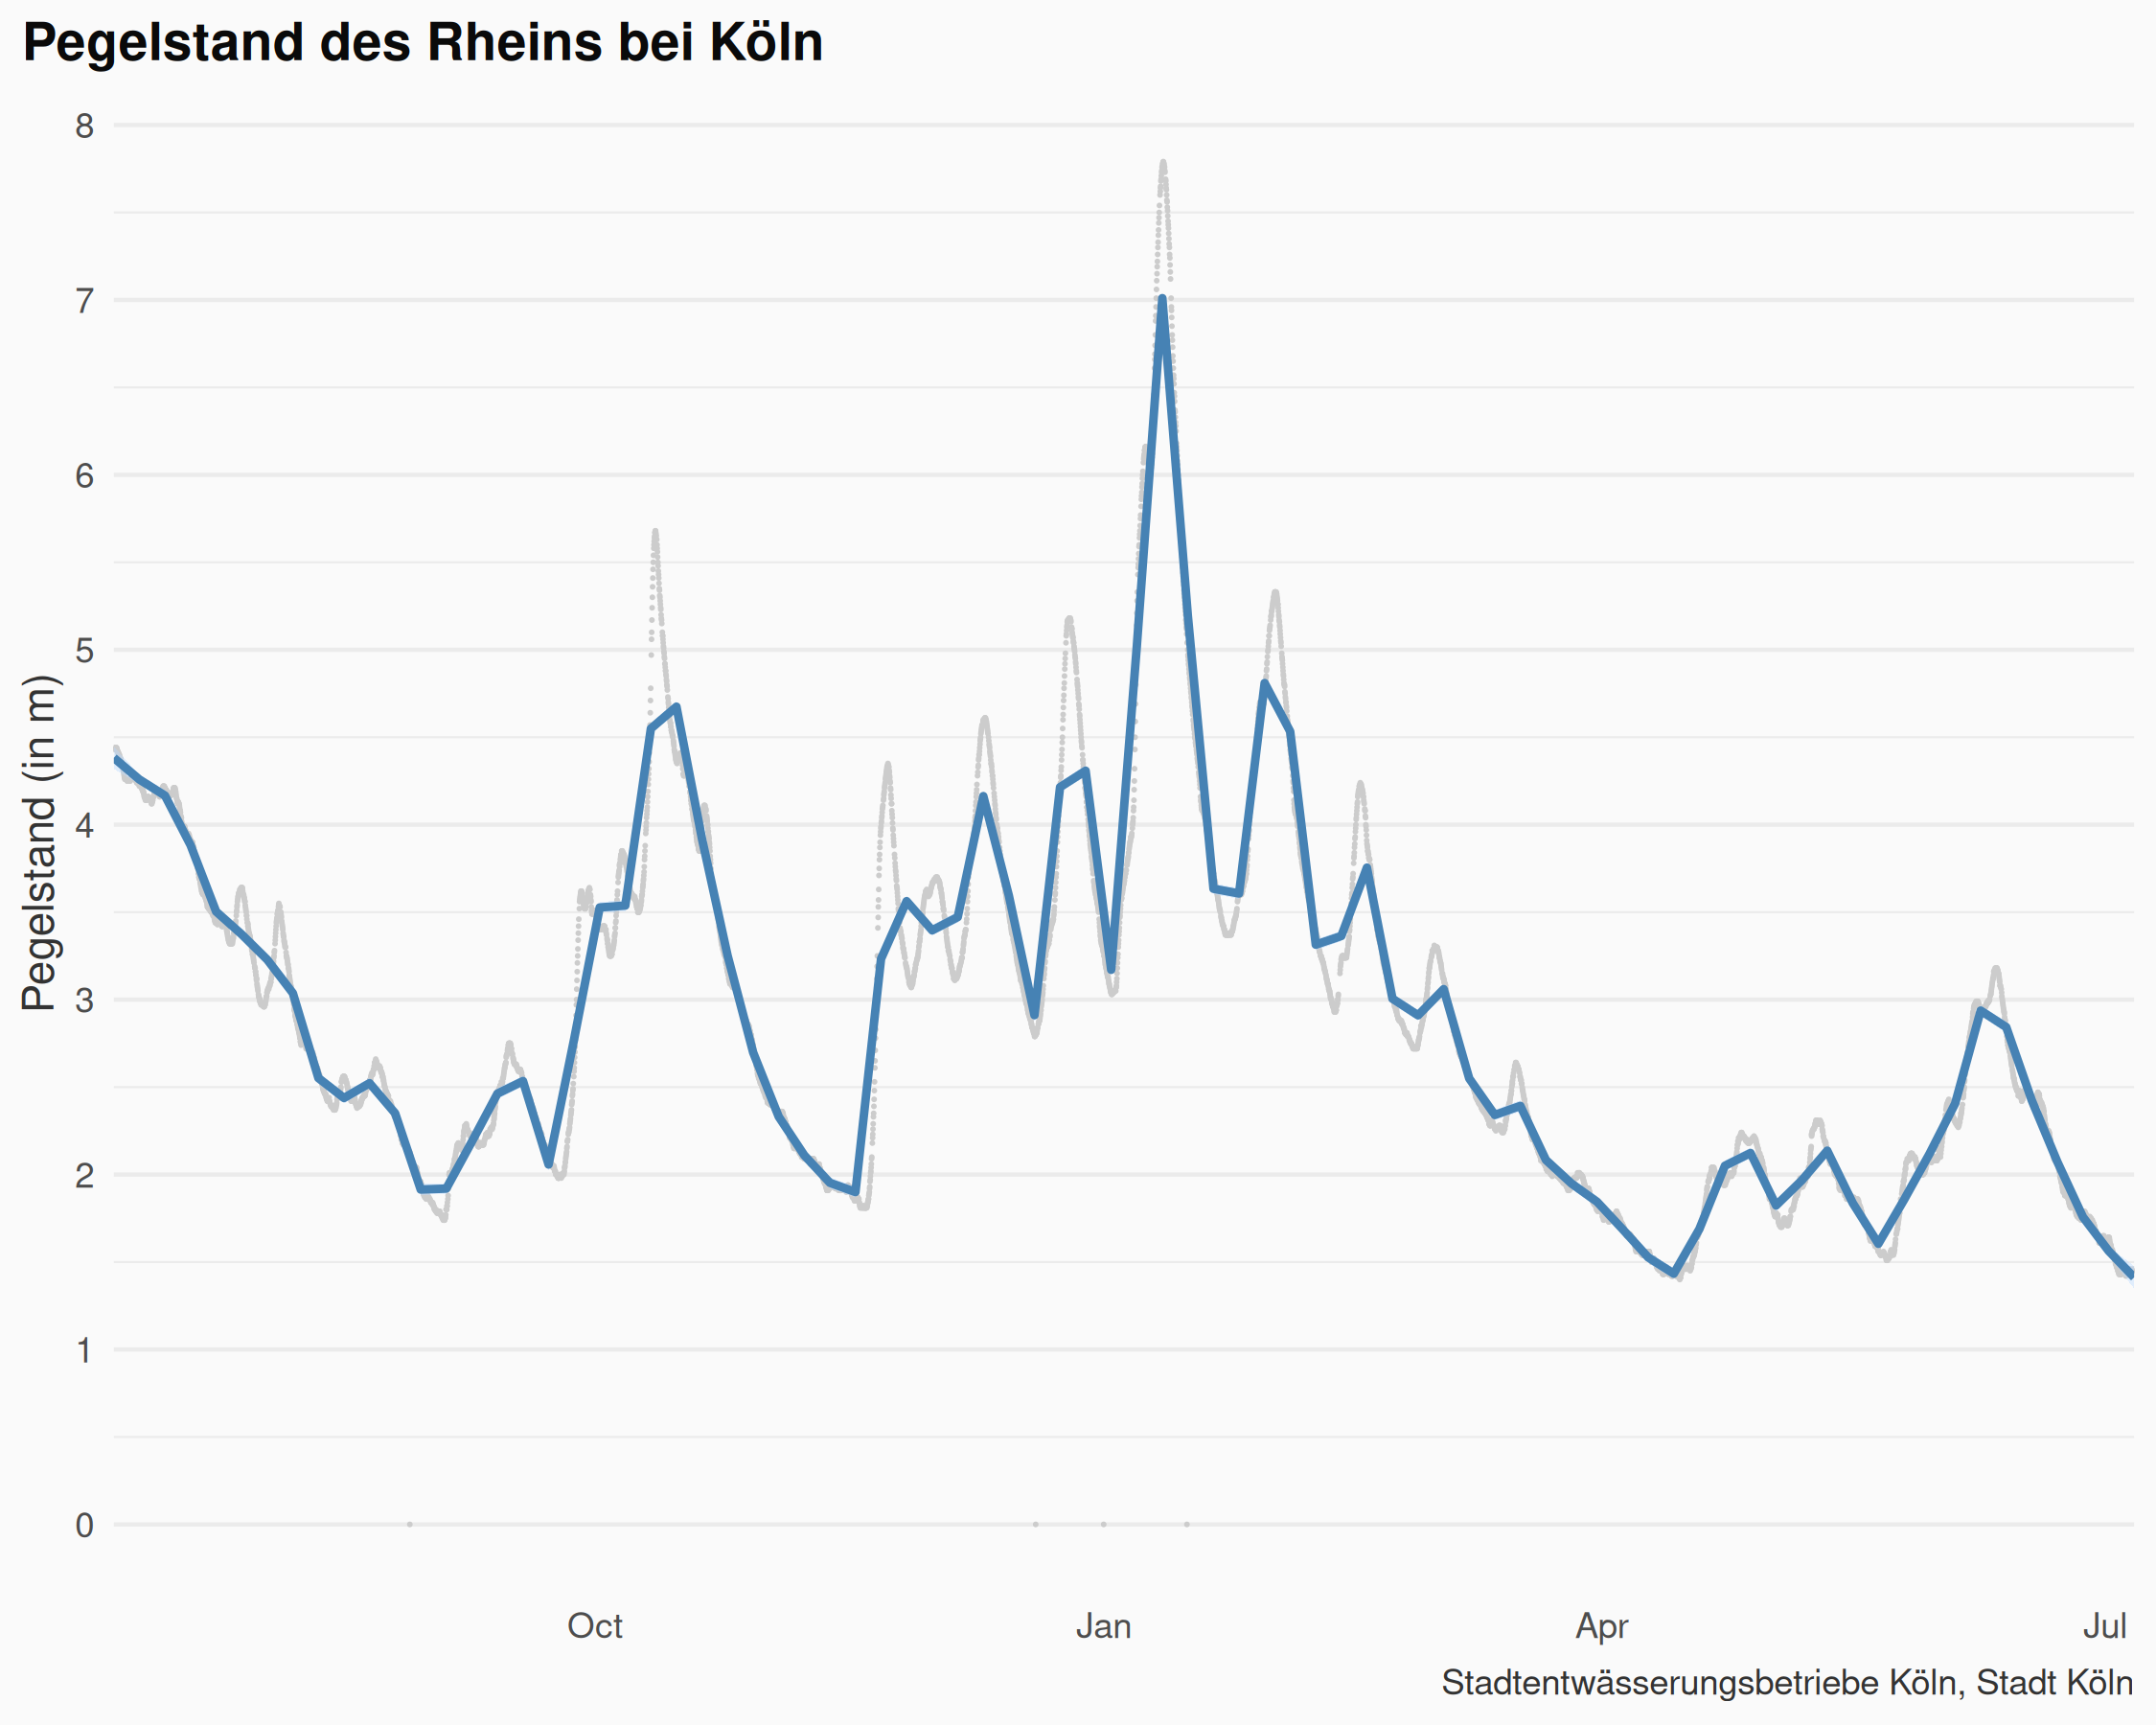 Pegelstand des Rheins bei Köln
Pegelstand (in m)
8
7
6
5
4
3
2
1
0
Oct Jan Apr Jul
Stadtentwässerungsbetriebe Köln, Stadt Köln